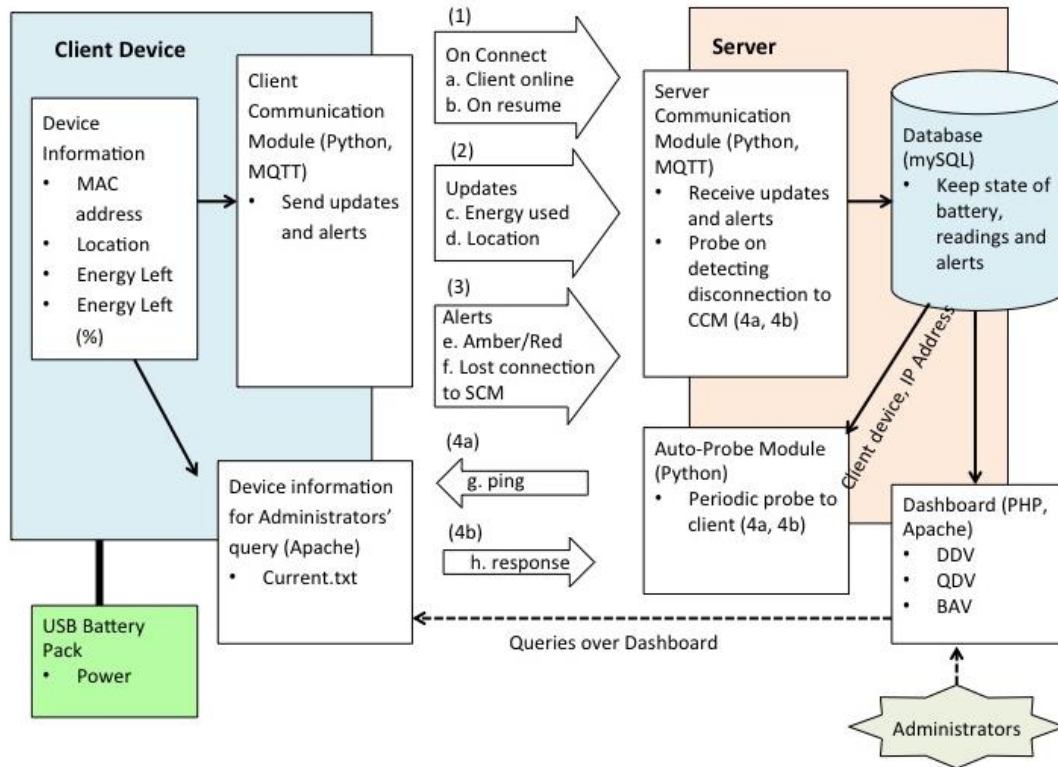 Client Device
Device
Information
• MAC
address
• Location
• Energy Left
• Energy Left
(%)
Client
Communication
Module (Python,
MQTT)
• Send updates
and alerts
Device information
for Administrators'
query (Apache)
• Current.txt
USB Battery
Pack
• Power
(1)
On Connect
a. Client online
b. On resume
(2)
Updates
c. Energy used
d. Location
(3)
Alerts
e. Amber/Red
f. Lost connection
to SCM
(4a)
g. ping
(4b)
h. response
Queries over Dashboard
Server
Server
Communication
Module (Python,
MQTT)
• Receive updates
and alerts
• Probe on
detecting
disconnection to
CCM (4a, 4b)
Database
(mySQL)
• Keep state of
battery,
readings and
alerts
Client device, IP Address
Auto-Probe Module
(Python)
• Periodic probe to
client (4a, 4b)
Dashboard (PHP,
Apache)
• DDV
• QDV
• BAV
Administrators